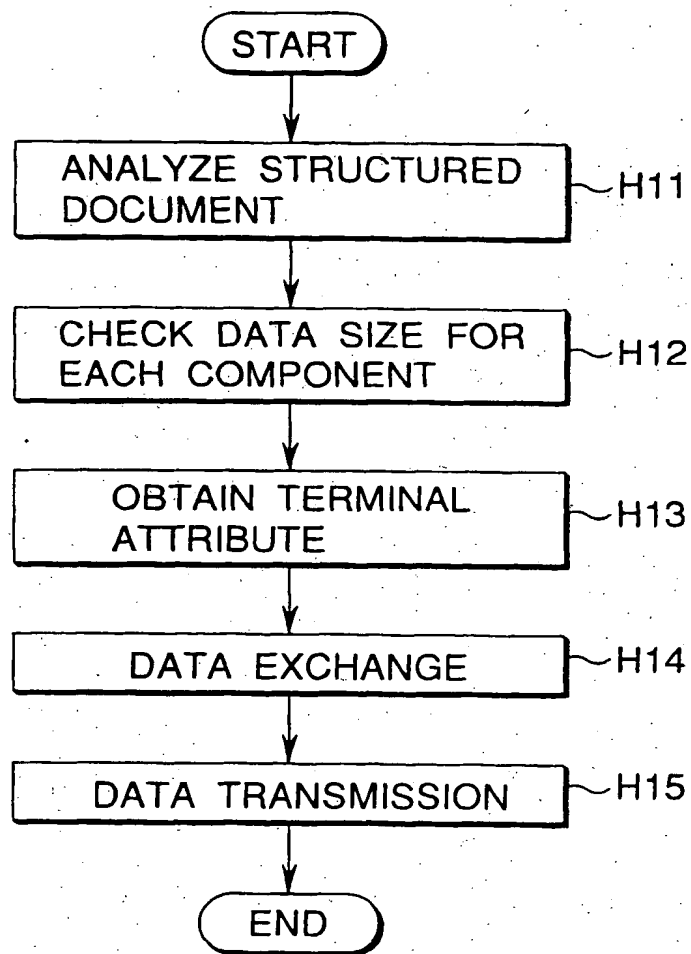 START
ANALYZE STRUCTURED
DOCUMENT
H11
CHECK DATA SIZE FOR
EACH COMPONENT
H12
OBTAIN TERMINAL
ATTRIBUTE
H13
DATA EXCHANGE
H14
DATA TRANSMISSION
H15
END